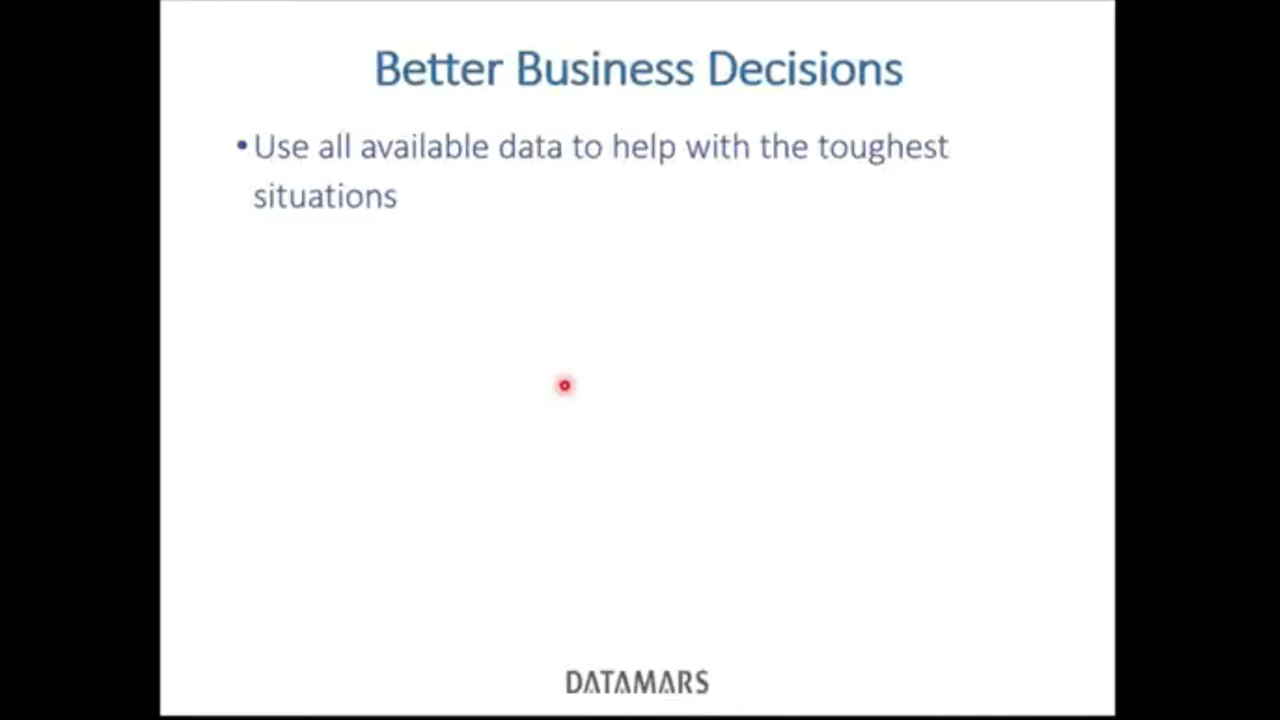 Better Business Decisions
•Use all available data to help with the toughest
situations
DATAMARS